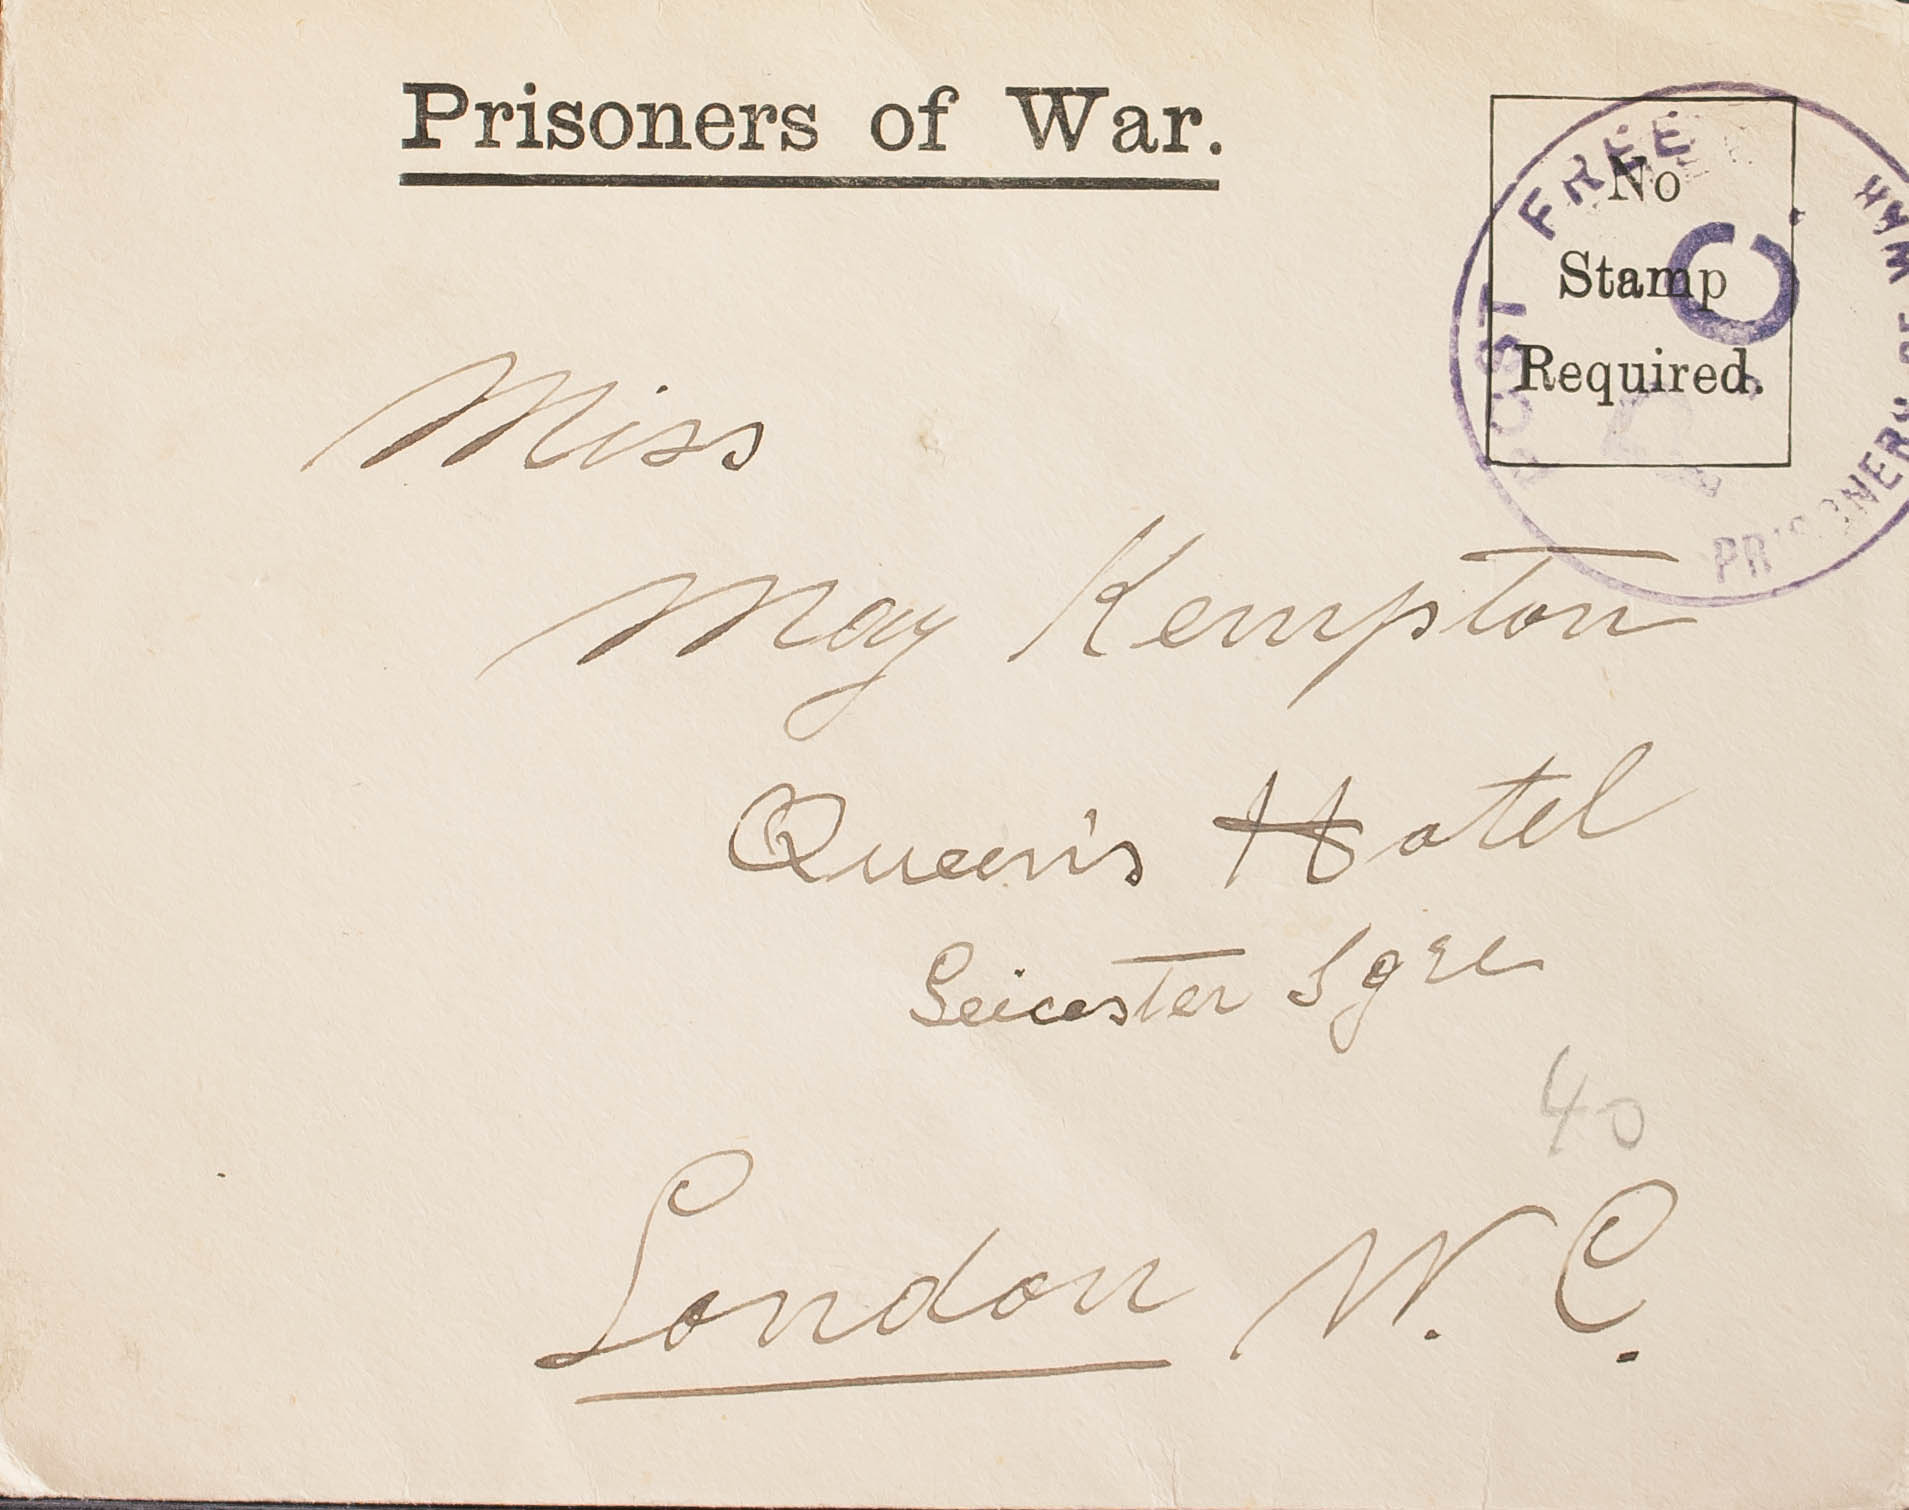 Prisoners of War.
No
Stamp
Required.
POST FREE
PRISONERS OF WAR
P. C.
Miss
May Kempton
Queen's Hotel
Leicester Sqre
40
London W. C.